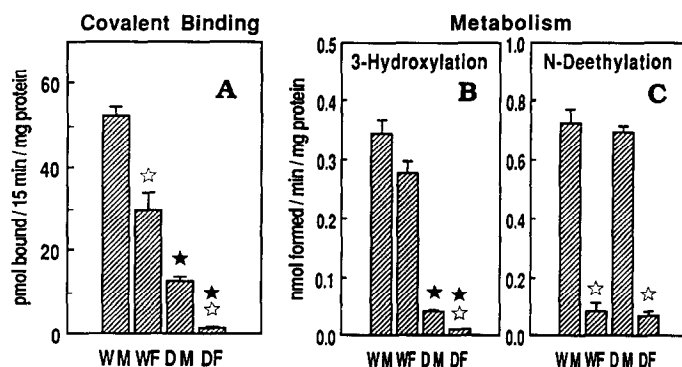 Covalent Binding
Metabolism
A
pmol bound / 15 min / mg protein
60
40
20
0
WM WF DM DF
3-Hydroxylation
B
nmol formed / min / mg protein
0.5
0.4
0.3
0.2
0.1
0.0
WM WF DM DF
N-Deethylation
C
1.0
0.8
0.6
0.4
0.2
0.0
WM WF DM DF